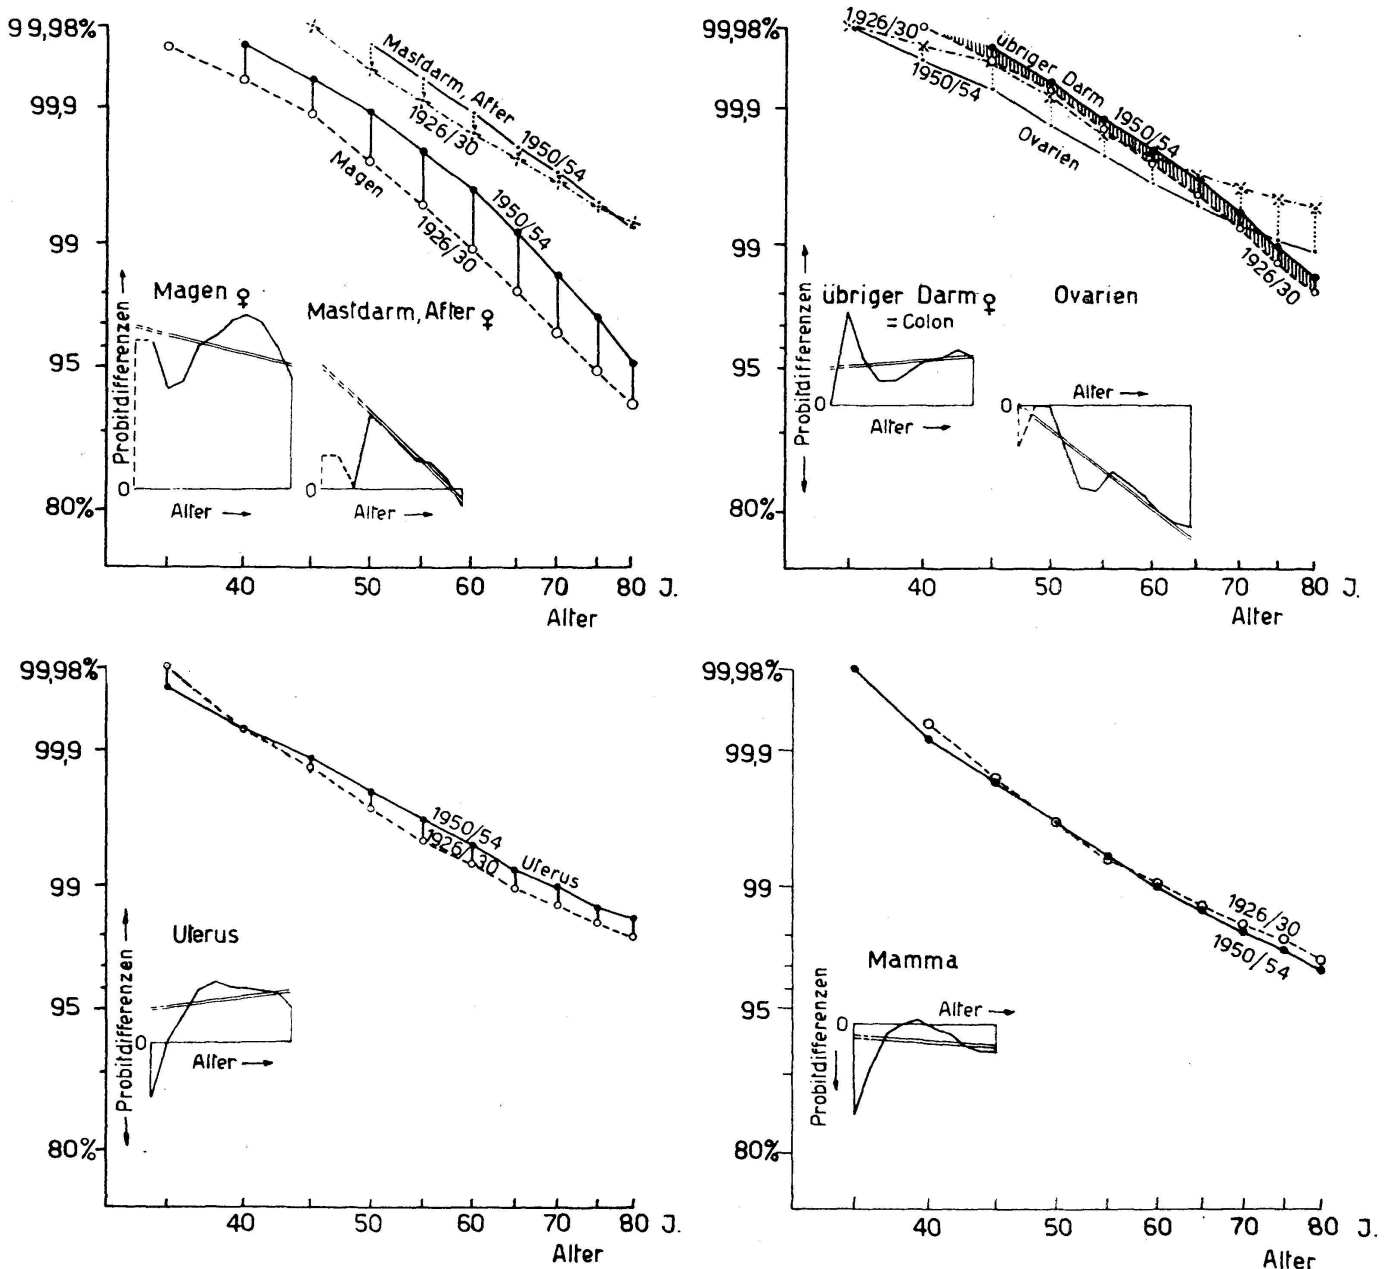 99,98%
99,9
99
95
80%
Mastdarm, After
1926/30
1950/54
Magen
1950/54
1926/30
Probitdifferenzen
Magen ♀
0
Alter
Mastdarm, After ♀
0
Alter
40 50 60 70 80 J.
Alter
99,98%
99,9
99
95
80%
1926/30
1950/54
übriger Darm
1950/54
Ovarien
1926/30
Probitdifferenzen
übriger Darm ♀
= Colon
0
Alter
Ovarien
Alter
0
40 50 60 70 80 J.
Alter
99,98%
99,9
99
95
80%
1950/54
1926/30
Uterus
Probitdifferenzen
Uterus
0
Alter
40 50 60 70 80 J.
Alter
99,98%
99,9
99
95
80%
1926/30
1950/54
Mamma
Probitdifferenzen
0
Alter
40 50 60 70 80 J.
Alter